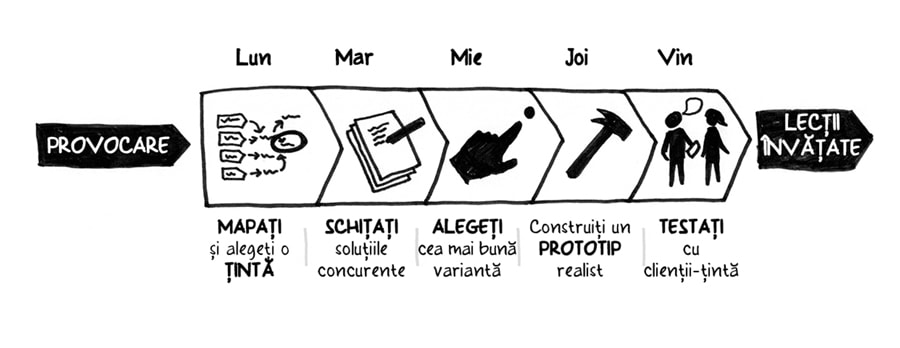 Lun Mar Mie Joi Vin
PROVOCARE
LECȚII
ÎNVĂȚATE
MAPAȚI
și alegeți o
ȚINTĂ
SCHIȚAȚI
soluțiile
concurente
ALEGEȚI
cea mai bună
variantă
Construiți un
PROTOTIP
realist
TESTAȚI
cu
clienții-țintă